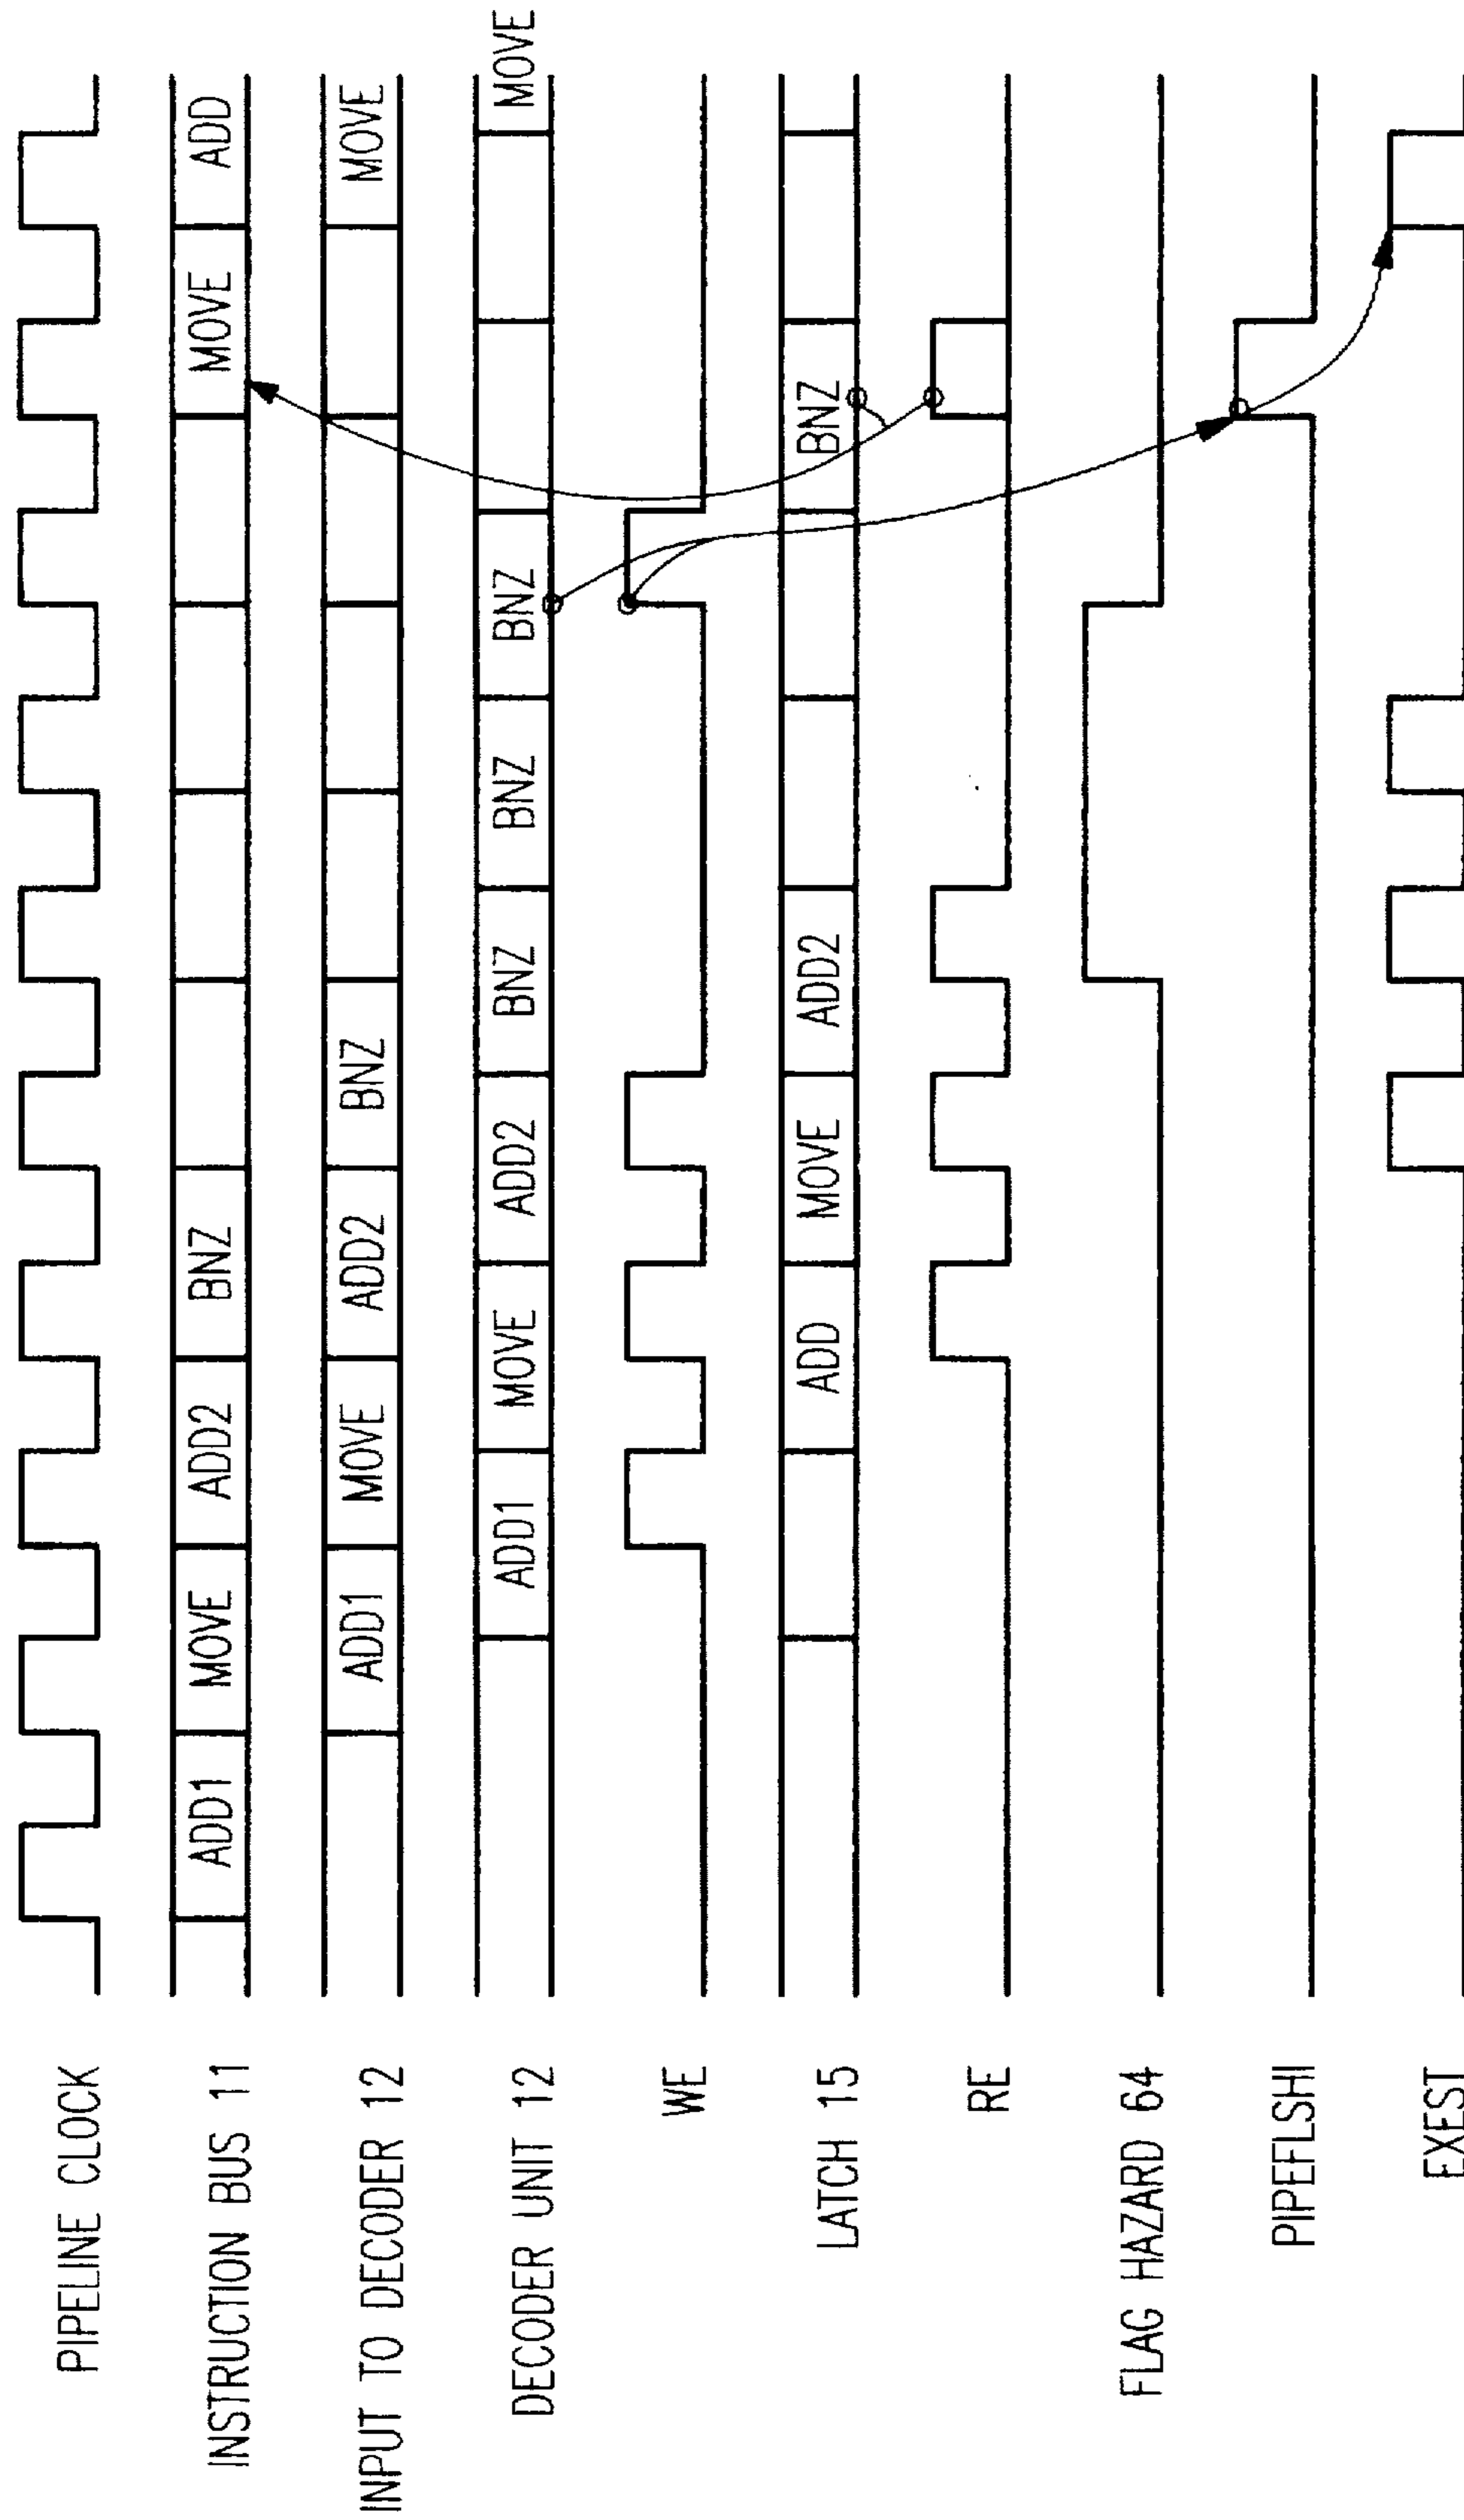 PIPELINE CLOCK
INSTRUCTION BUS 11 ADD1 MOVE ADD2 BNZ MOVE ADD
INPUT TO DECODER 12 ADD1 MOVE ADD2 BNZ MOVE
DECODER UNIT 12 ADD1 MOVE ADD2 BNZ BNZ BNZ MOVE
WE
LATCH 15 ADD MOVE ADD2 BNZ
RE
FLAG HAZARD 64
PIPEFLSHI
EXEST